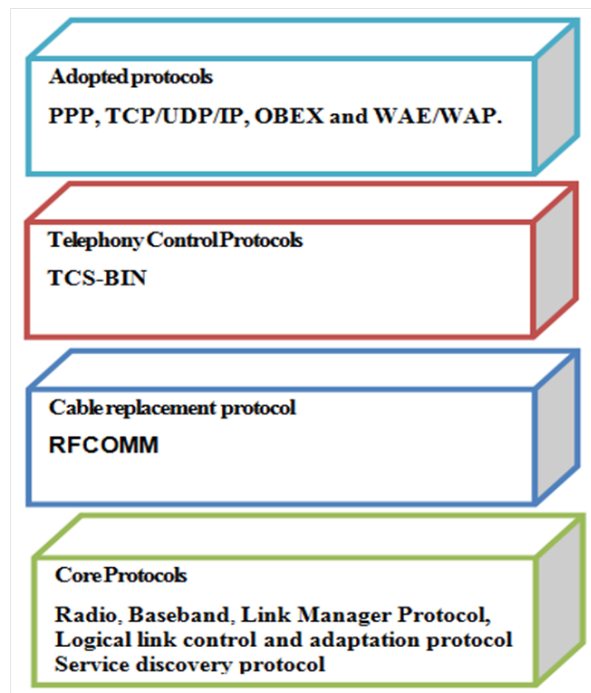 Adopted protocols
PPP, TCP/UDP/IP, OBEX and WAE/WAP.
Telephony Control Protocols
TCS-BIN
Cable replacement protocol
RFCOMM
Core Protocols
Radio, Baseband, Link Manager Protocol,
Logical link control and adaptation protocol
Service discovery protocol